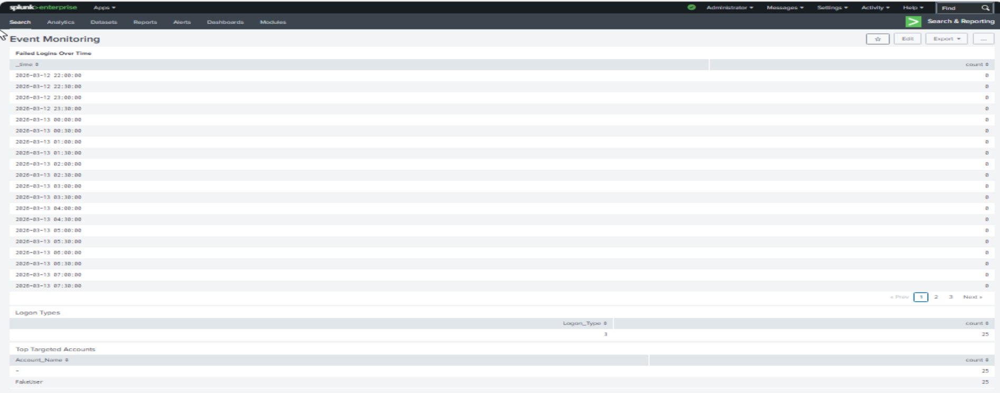 splunk>enterprise Apps Administrator Messages Settings Activity Help Find
Search Analytics Datasets Reports Alerts Dashboards Modules Search & Reporting
Event Monitoring Edit Export ...
Failed Logins Over Time
_time count
2026-03-12 22:00:00 0
2026-03-12 22:30:00 0
2026-03-12 23:00:00 0
2026-03-12 23:30:00 0
2026-03-13 00:00:00 0
2026-03-13 00:30:00 0
2026-03-13 01:00:00 0
2026-03-13 01:30:00 0
2026-03-13 02:00:00 0
2026-03-13 02:30:00 0
2026-03-13 03:00:00 0
2026-03-13 03:30:00 0
2026-03-13 04:00:00 0
2026-03-13 04:30:00 0
2026-03-13 05:00:00 0
2026-03-13 05:30:00 0
2026-03-13 06:00:00 0
2026-03-13 06:30:00 0
2026-03-13 07:00:00 0
2026-03-13 07:30:00 0
« Prev 1 2 3 Next »
Logon Types
Logon_Type count
3 25
Top Targeted Accounts
Account_Name count
- 25
FakeUser 25